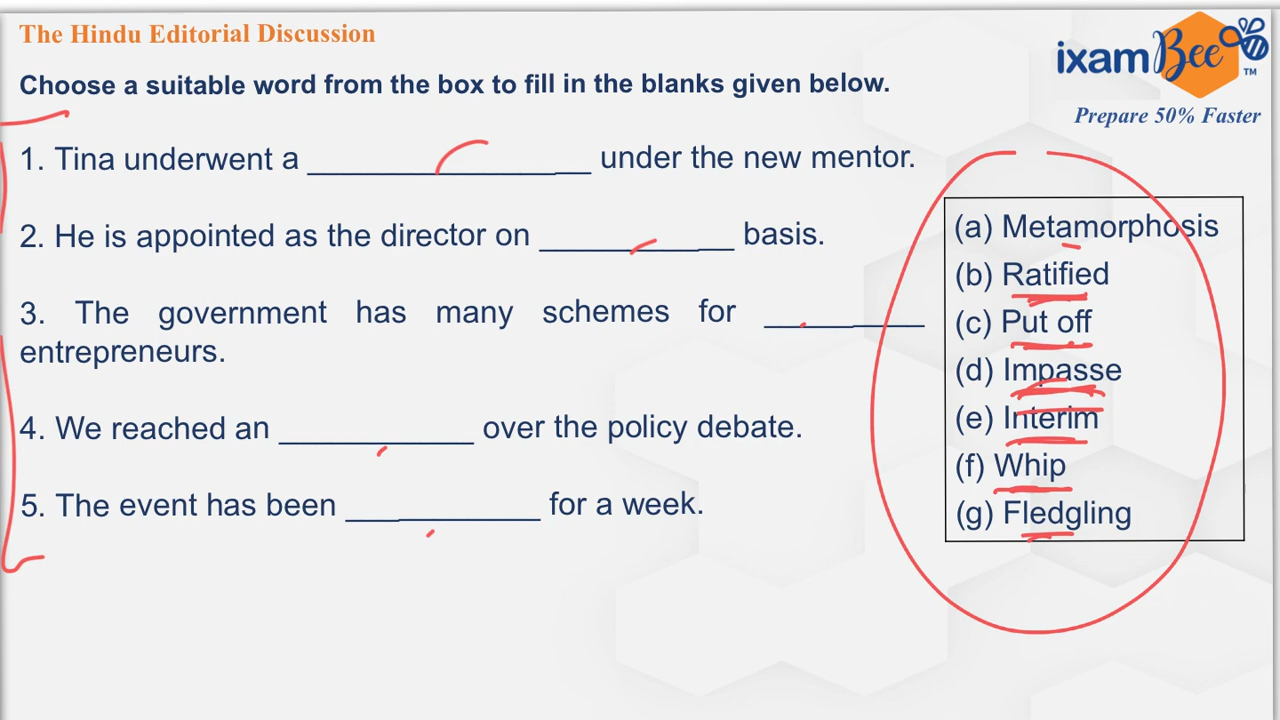 The Hindu Editorial Discussion
ixamBee™
Prepare 50% Faster
Choose a suitable word from the box to fill in the blanks given below.
1. Tina underwent a ________________ under the new mentor.
2. He is appointed as the director on ___________ basis.
3. The government has many schemes for _________
entrepreneurs.
4. We reached an ___________ over the policy debate.
5. The event has been ___________ for a week.
(a) Metamorphosis
(b) Ratified
(c) Put off
(d) Impasse
(e) Interim
(f) Whip
(g) Fledgling